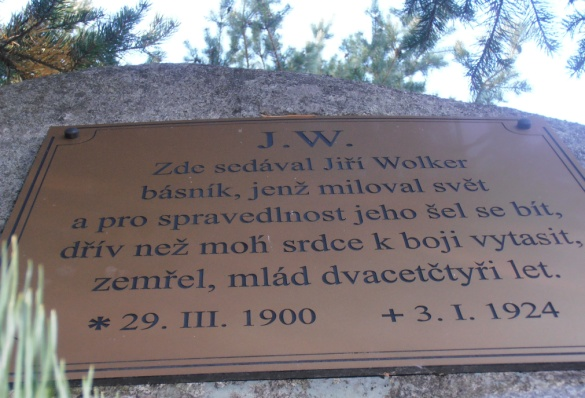 J.W.
Zde sedával Jiří Wolker
básník, jenž miloval svět
a pro spravedlnost jeho šel se bít,
dřív než mohl srdce k boji vytasit,
zemřel, mlád dvacetčtyři let.
* 29. III. 1900 + 3. I. 1924